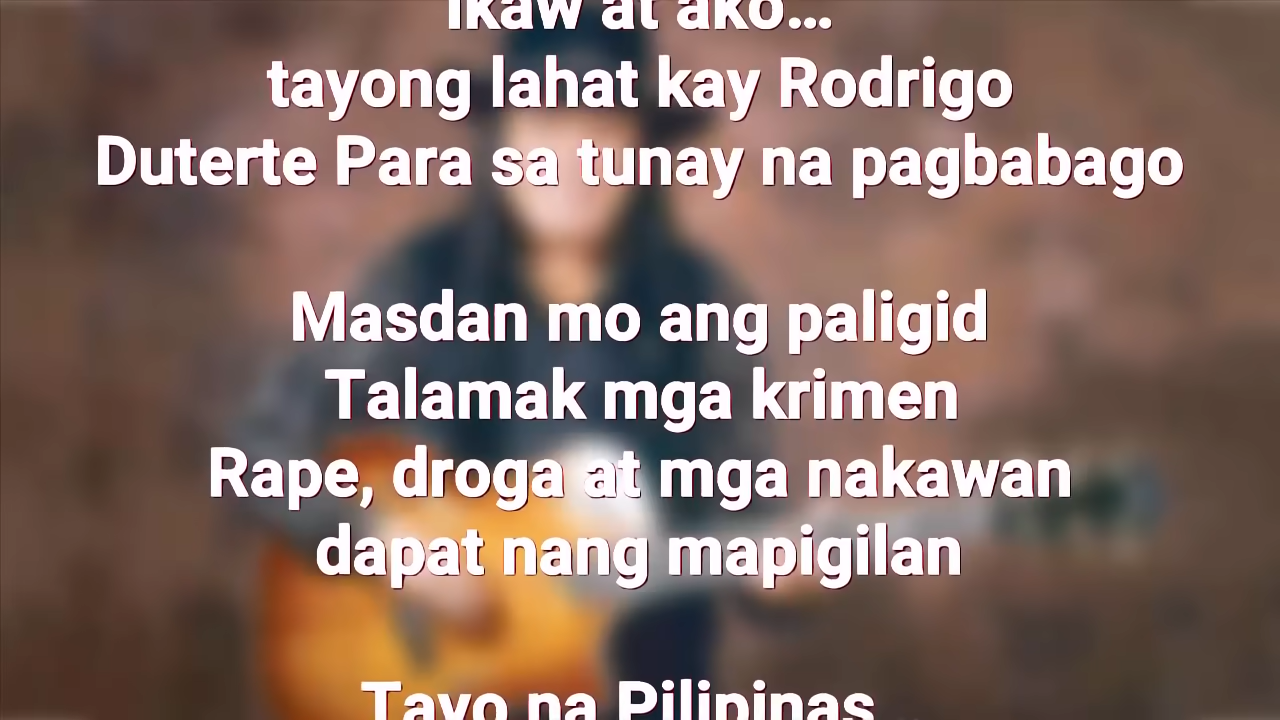 Ikaw at ako...
tayong lahat kay Rodrigo
Duterte Para sa tunay na pagbabago
Masdan mo ang paligid
Talamak mga krimen
Rape, droga at mga nakawan
dapat nang mapigilan
Tayo na Pilipinas...